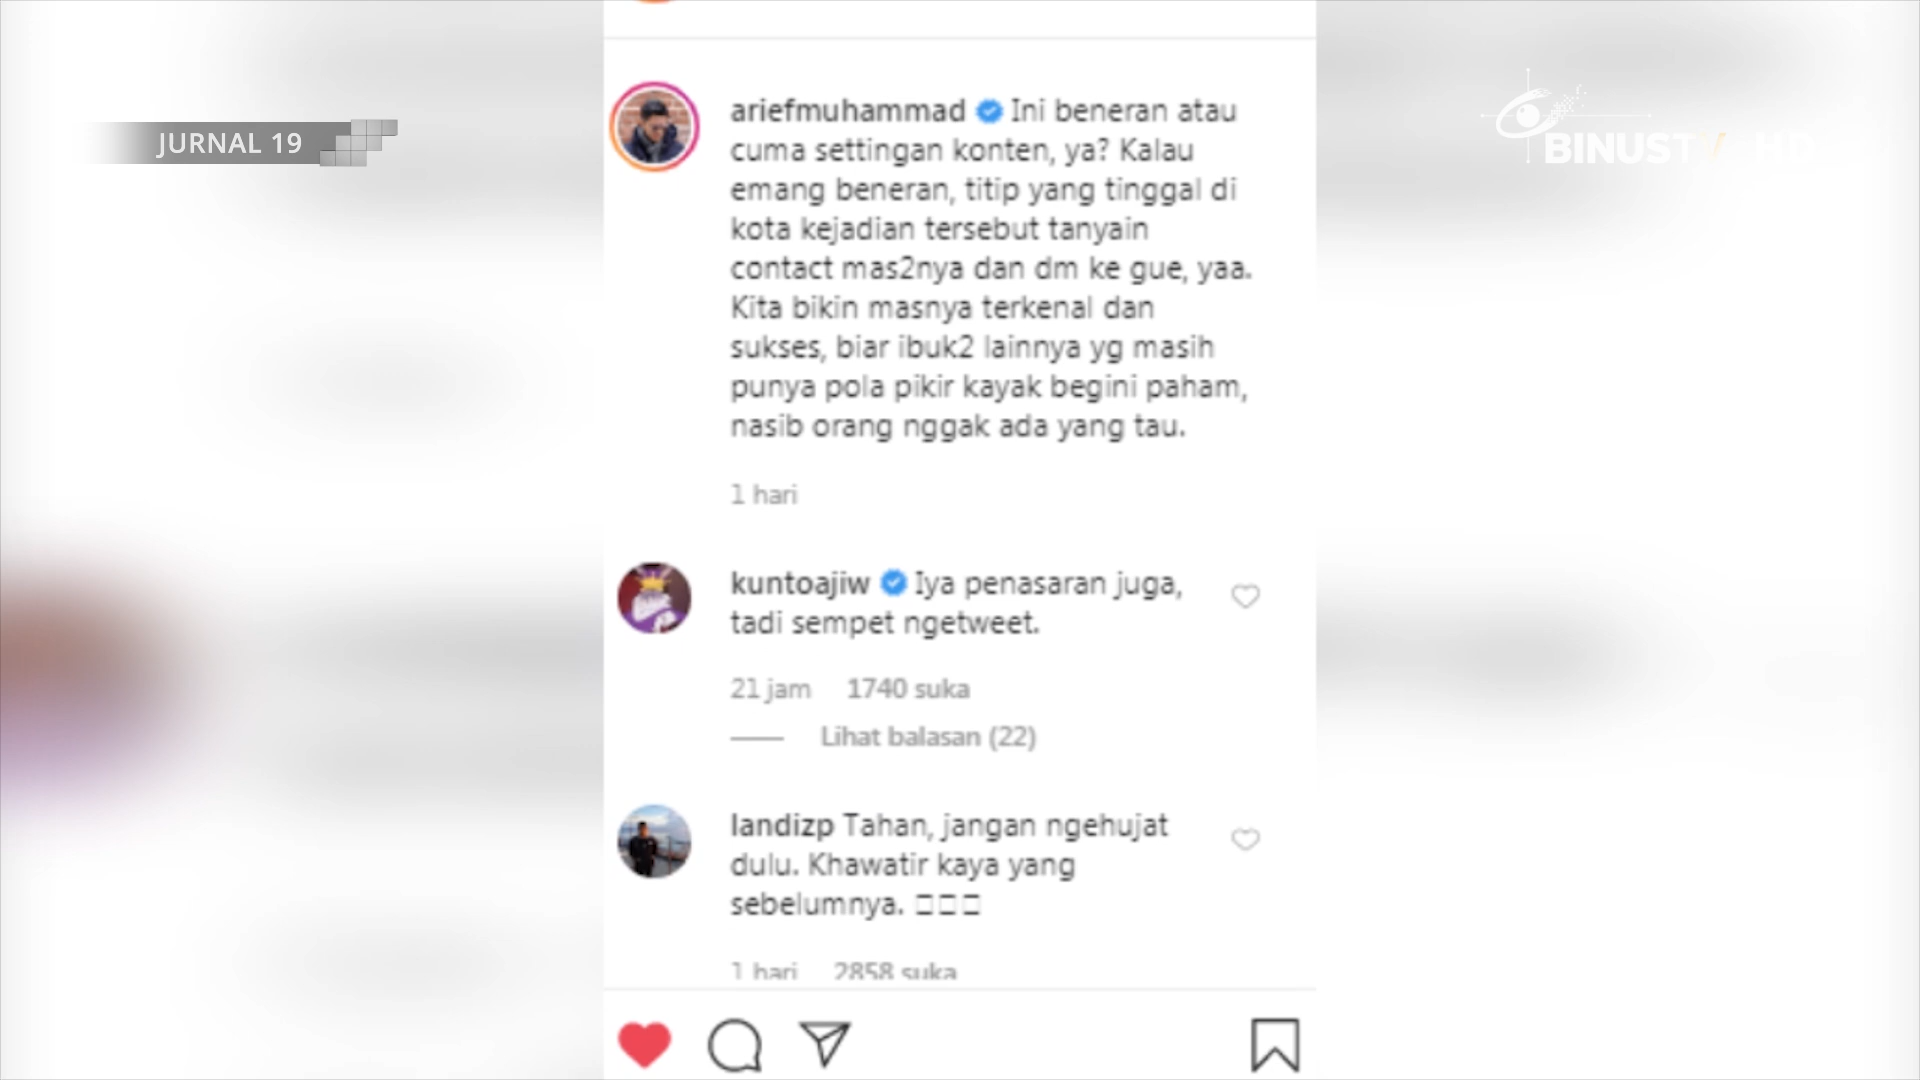 JURNAL 19
BINUSTV HD
ariefmuhammad Ini beneran atau
cuma settingan konten, ya? Kalau
emang beneran, titip yang tinggal di
kota kejadian tersebut tanyain
contact mas2nya dan dm ke gue, yaa.
Kita bikin masnya terkenal dan
sukses, biar ibuk2 lainnya yg masih
punya pola pikir kayak begini paham,
nasib orang nggak ada yang tau.
1 hari
kuntoajiw Iya penasaran juga,
tadi sempet ngetweet.
21 jam 1740 suka
Lihat balasan (22)
landizp Tahan, jangan ngehujat
dulu. Khawatir kaya yang
sebelumnya. □□□
1 hari 2858 suka